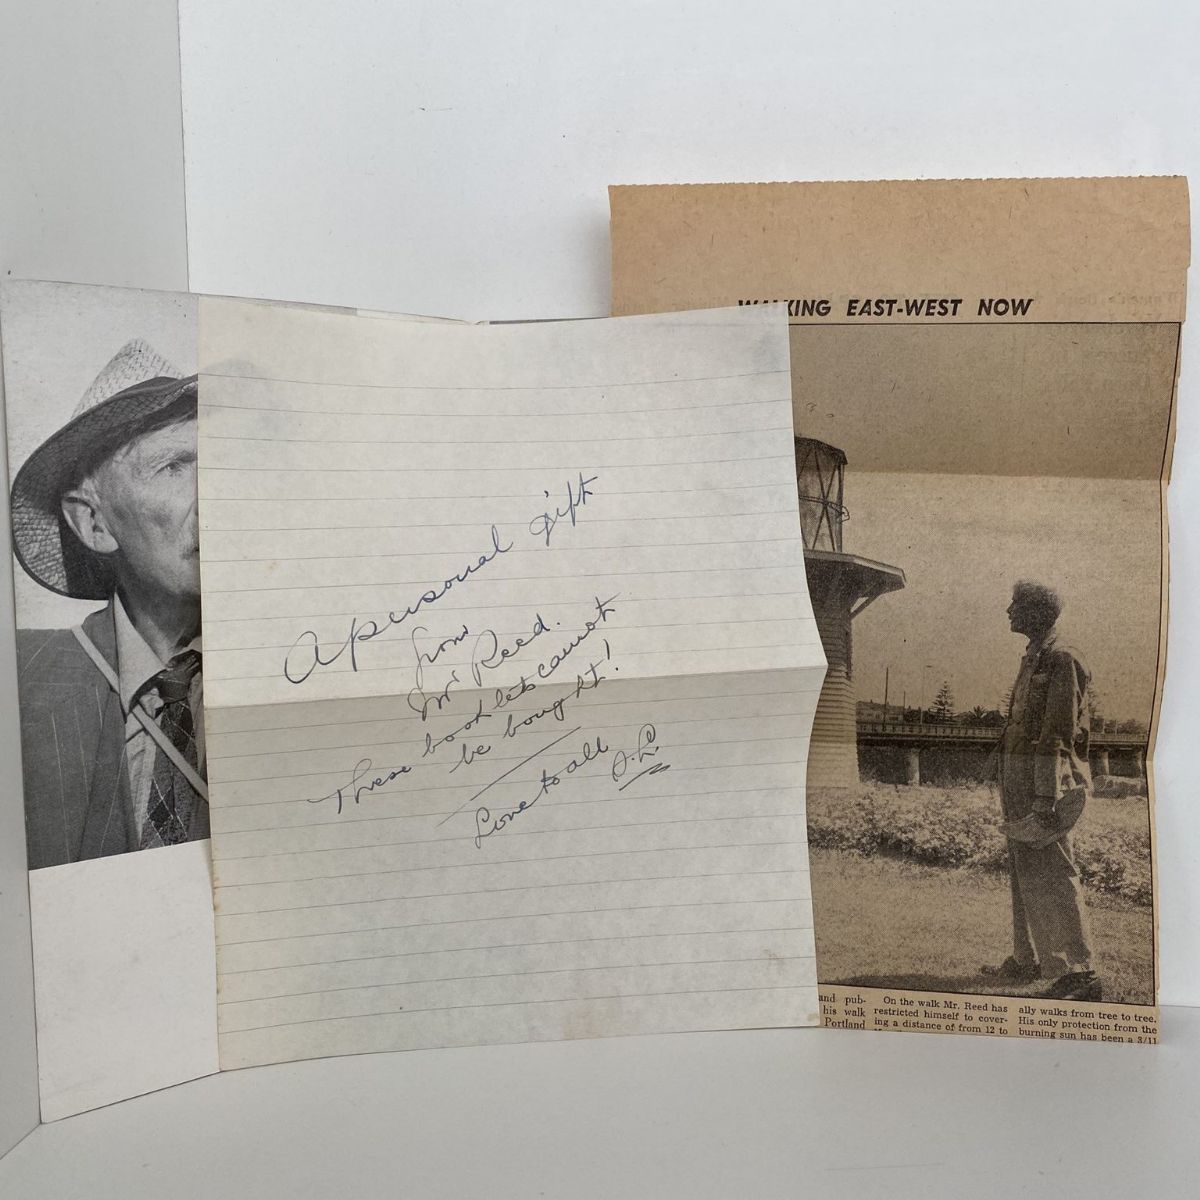 A personal gift
from
Mr Reed.
These booklets cannot
be bought!
Love to all
WALKING EAST-WEST NOW
and pub-
his walk
Portland
On the walk Mr. Reed has
restricted himself to cover-
ing a distance of from 12 to
ally walks from tree to tree.
His only protection from the
burning sun has been a 3/11